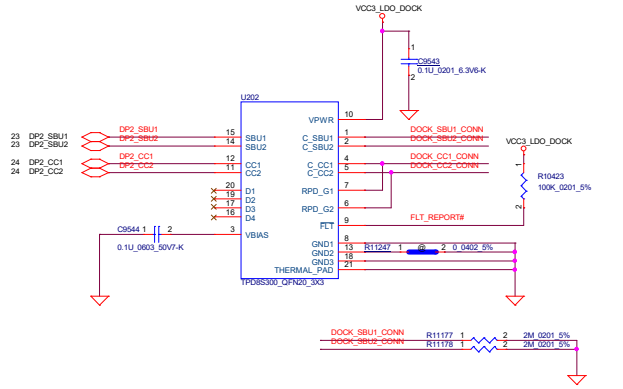 VCC3_LDO_DOCK
1 C9543
0.1U_0201_6.3V6-K
2
U202
VPWR 10
23 DP2_SBU1 DP2_SBU1 15 SBU1 C_SBU1 1 DOCK_SBU1_CONN
23 DP2_SBU2 DP2_SBU2 14 SBU2 C_SBU2 2 DOCK_SBU2_CONN
VCC3_LDO_DOCK
24 DP2_CC1 DP2_CC1 12 CC1 C_CC1 4 DOCK_CC1_CONN
24 DP2_CC2 DP2_CC2 11 CC2 C_CC2 5 DOCK_CC2_CONN
1
R10423
100K_0201_5%
2
20 D1 RPD_G1 7
19 D2
17 D3 RPD_G2 6
16 D4
FLT 9 FLT_REPORT#
C9544 1 2 3 VBIAS
0.1U_0603_50V7-K
GND1 8
GND2 13 R11247 1 @ 2 0_0402_5%
GND3 18
THERMAL_PAD 21
TPD8S300_QFN20_3X3
DOCK_SBU1_CONN R11177 1 2 2M_0201_5%
DOCK_SBU2_CONN R11178 1 2 2M_0201_5%